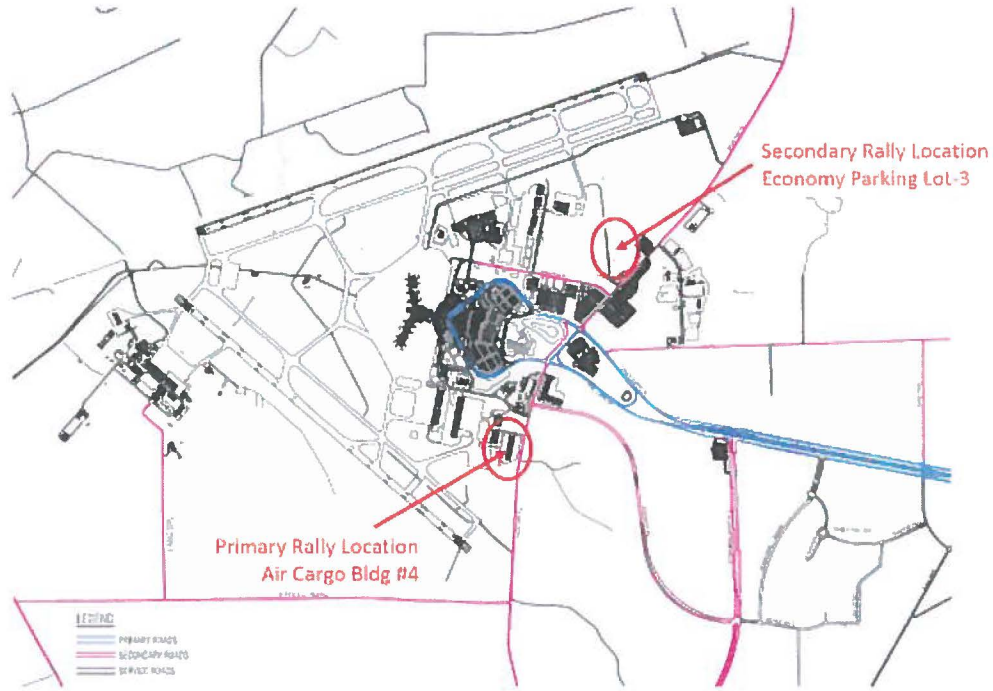 Secondary Rally Location
Economy Parking Lot-3
Primary Rally Location
Air Cargo Bldg #4
LEGEND
PRIMARY ROADS
SECONDARY ROADS
SERVICE ROADS